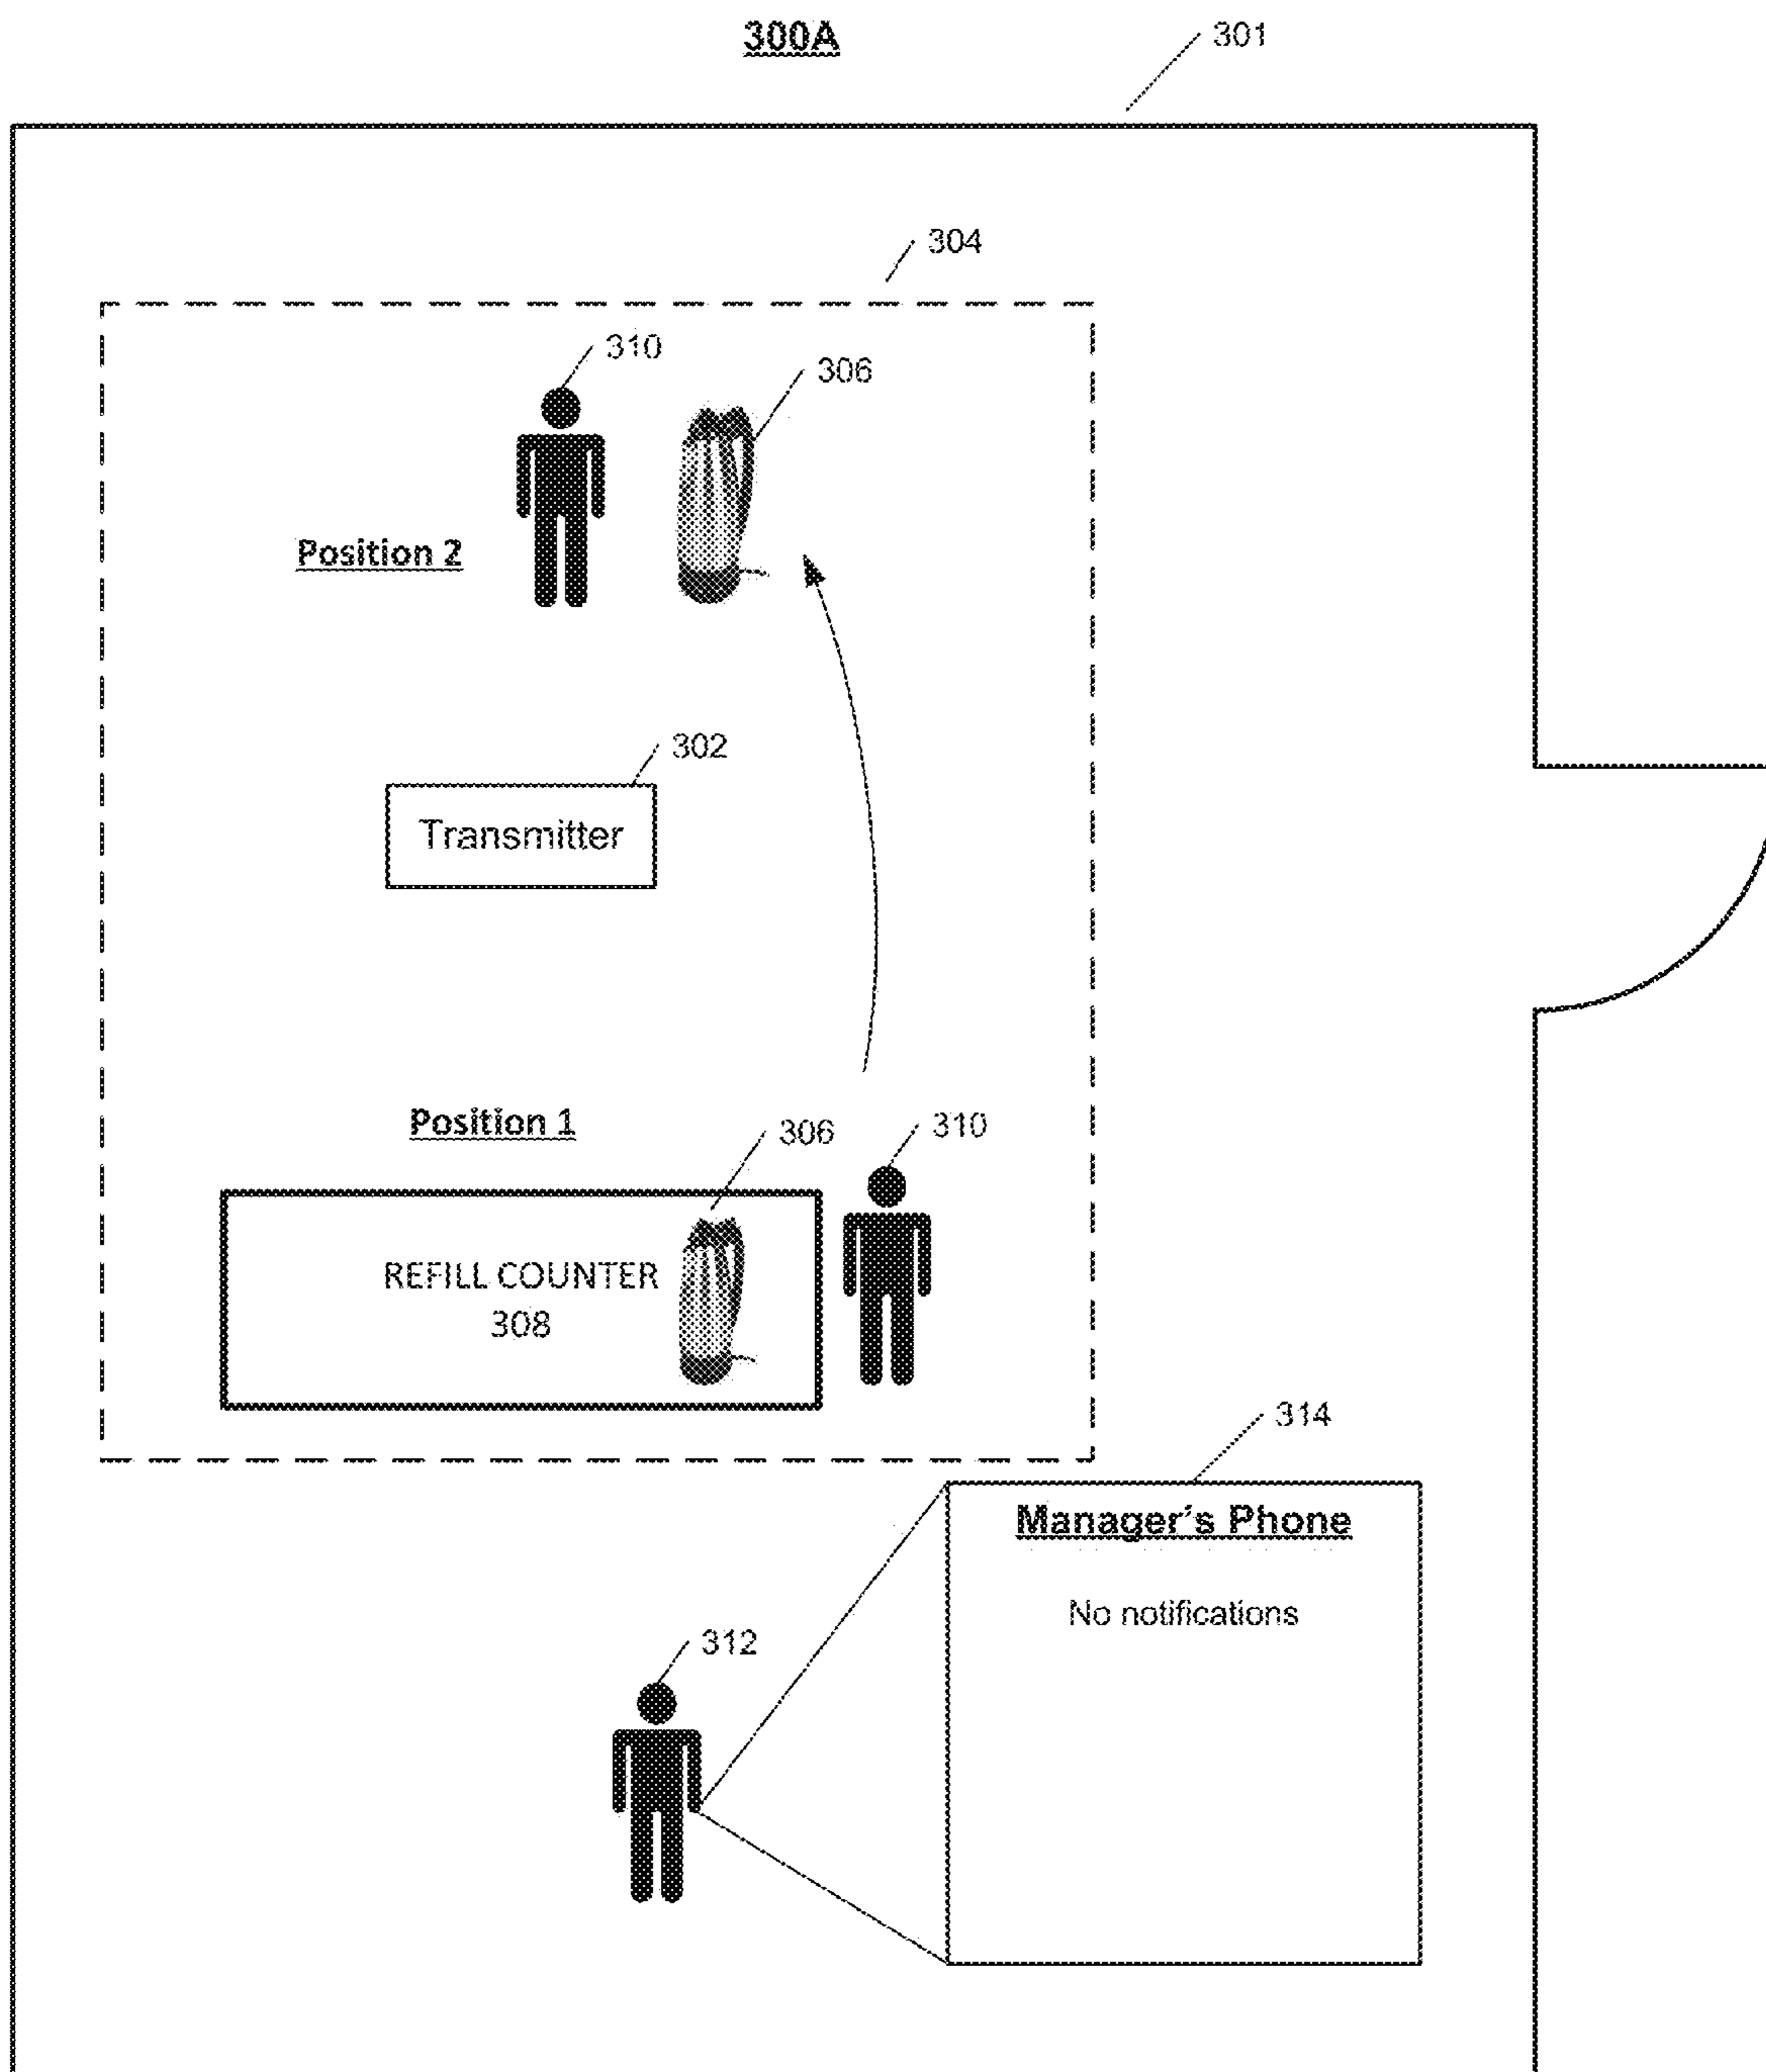 300A
301
304
310
306
Position 2
302
Transmitter
Position 1
306
310
REFILL COUNTER
308
314
Manager's Phone
No notifications
312